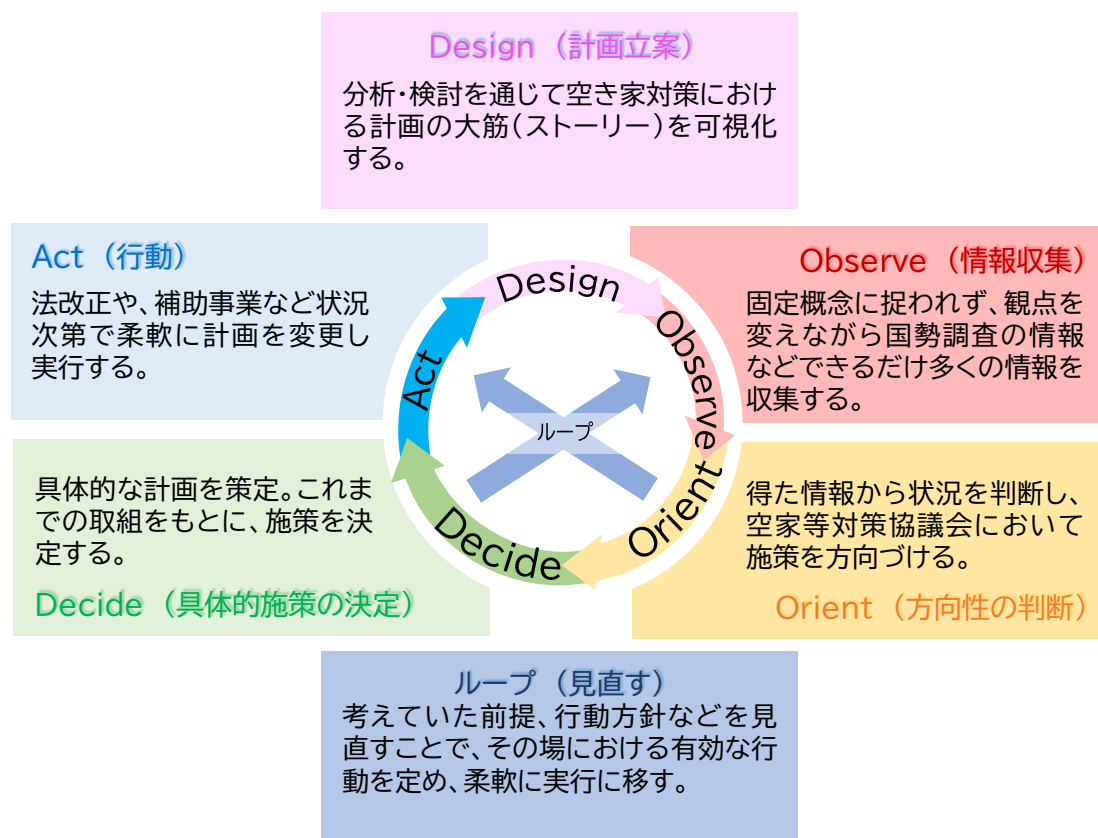 Design（計画立案）
分析・検討を通じて空き家対策におけ
る計画の大筋（ストーリー）を可視化
する。
Act（行動）
法改正や、補助事業など状況
次第で柔軟に計画を変更し
実行する。
Observe（情報収集）
固定概念に捉われず、観点を
変えながら国勢調査の情報
などできるだけ多くの情報を
収集する。
Design
Observe
Orient
Decide
Act
ループ
具体的な計画を策定。これま
での取組をもとに、施策を決
定する。
Decide（具体的施策の決定）
得た情報から状況を判断し、
空家等対策協議会において
施策を方向づける。
Orient（方向性の判断）
ループ（見直す）
考えていた前提、行動方針などを見
直すことで、その場における有効な行
動を定め、柔軟に実行に移す。